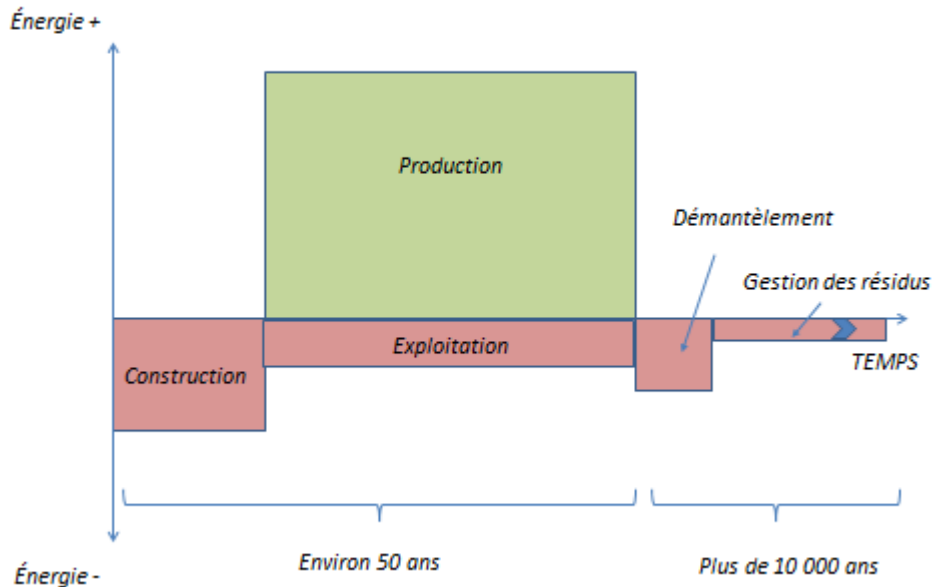 Énergie +
Production
Démantèlement
Gestion des résidus
Exploitation
Construction
TEMPS
Environ 50 ans
Plus de 10 000 ans
Énergie -